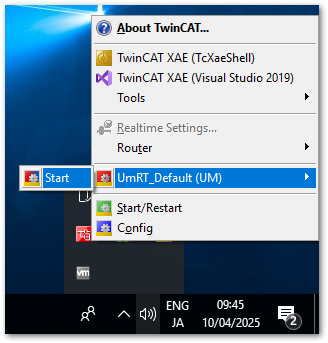 About TwinCAT...
TwinCAT XAE (TcXaeShell)
TwinCAT XAE (Visual Studio 2019)
Tools
Realtime Settings...
Router
Start
UmRT_Default (UM)
Start/Restart
Config
vm
ENG
JA
09:45
10/04/2025
2